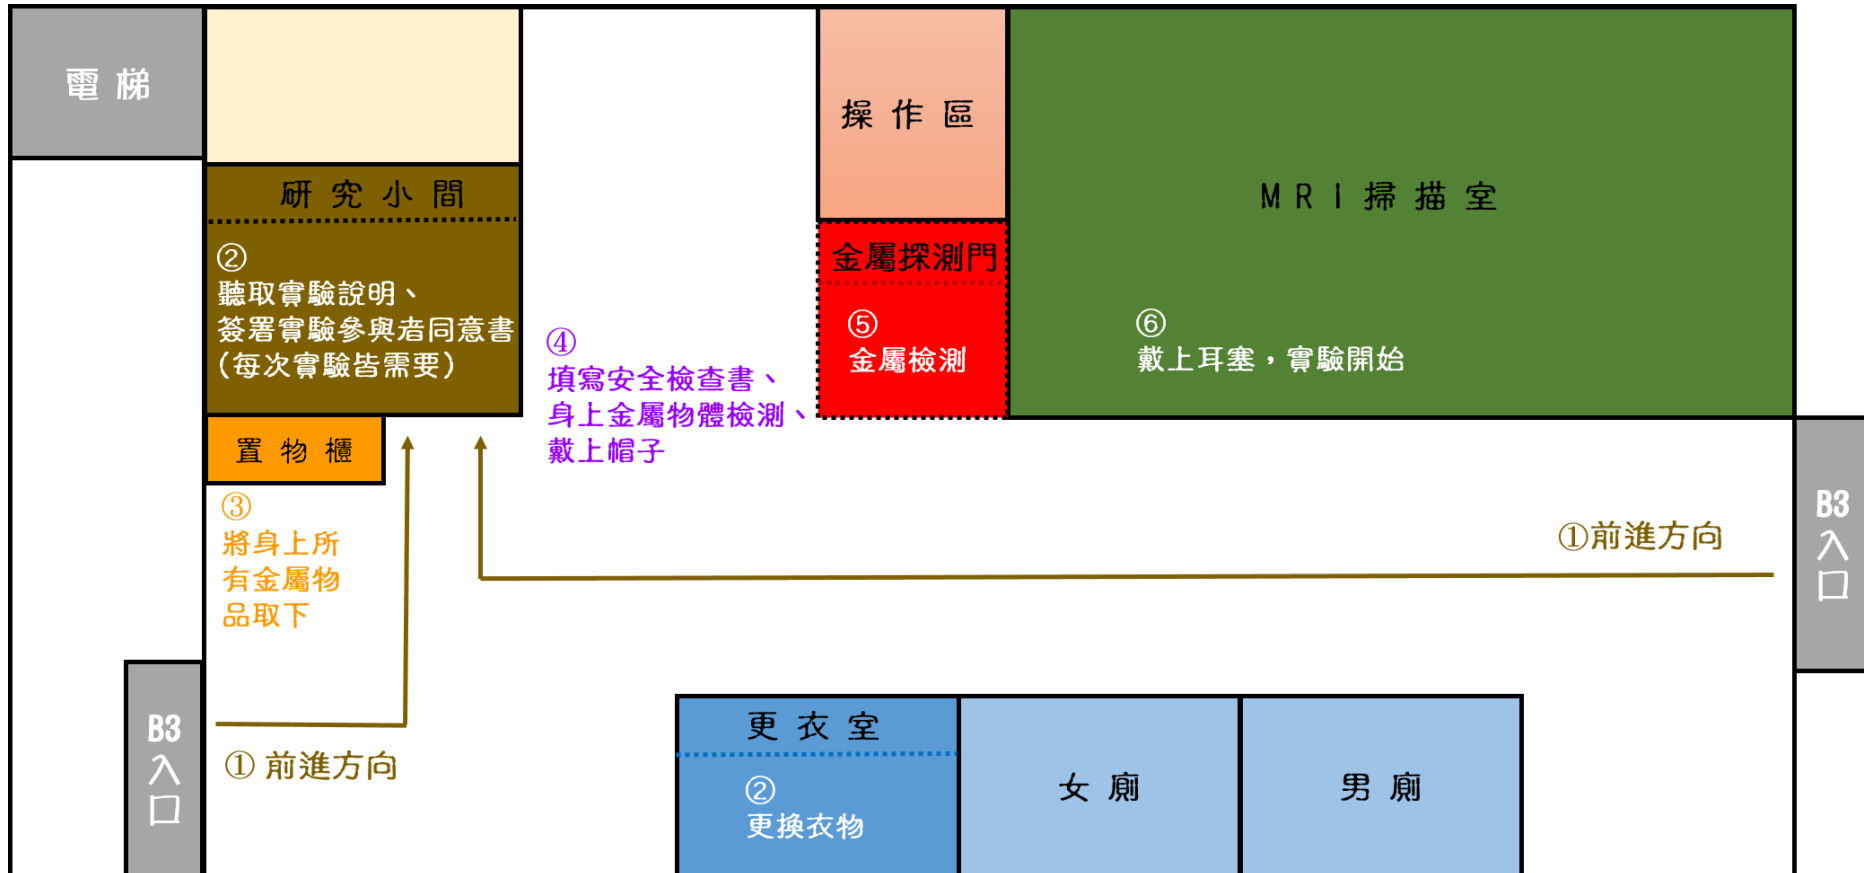 電梯
研究小間
②
聽取實驗說明、
簽署實驗參與者同意書
(每次實驗皆需要)
置物櫃
③
將身上所
有金屬物
品取下
④
填寫安全檢查書、
身上金屬物體檢測、
戴上帽子
操作區
金屬探測門
⑤
金屬檢測
MRI掃描室
⑥
戴上耳塞，實驗開始
B3
入
口
①前進方向
B3
入
口
① 前進方向
更衣室
②
更換衣物
女廁
男廁